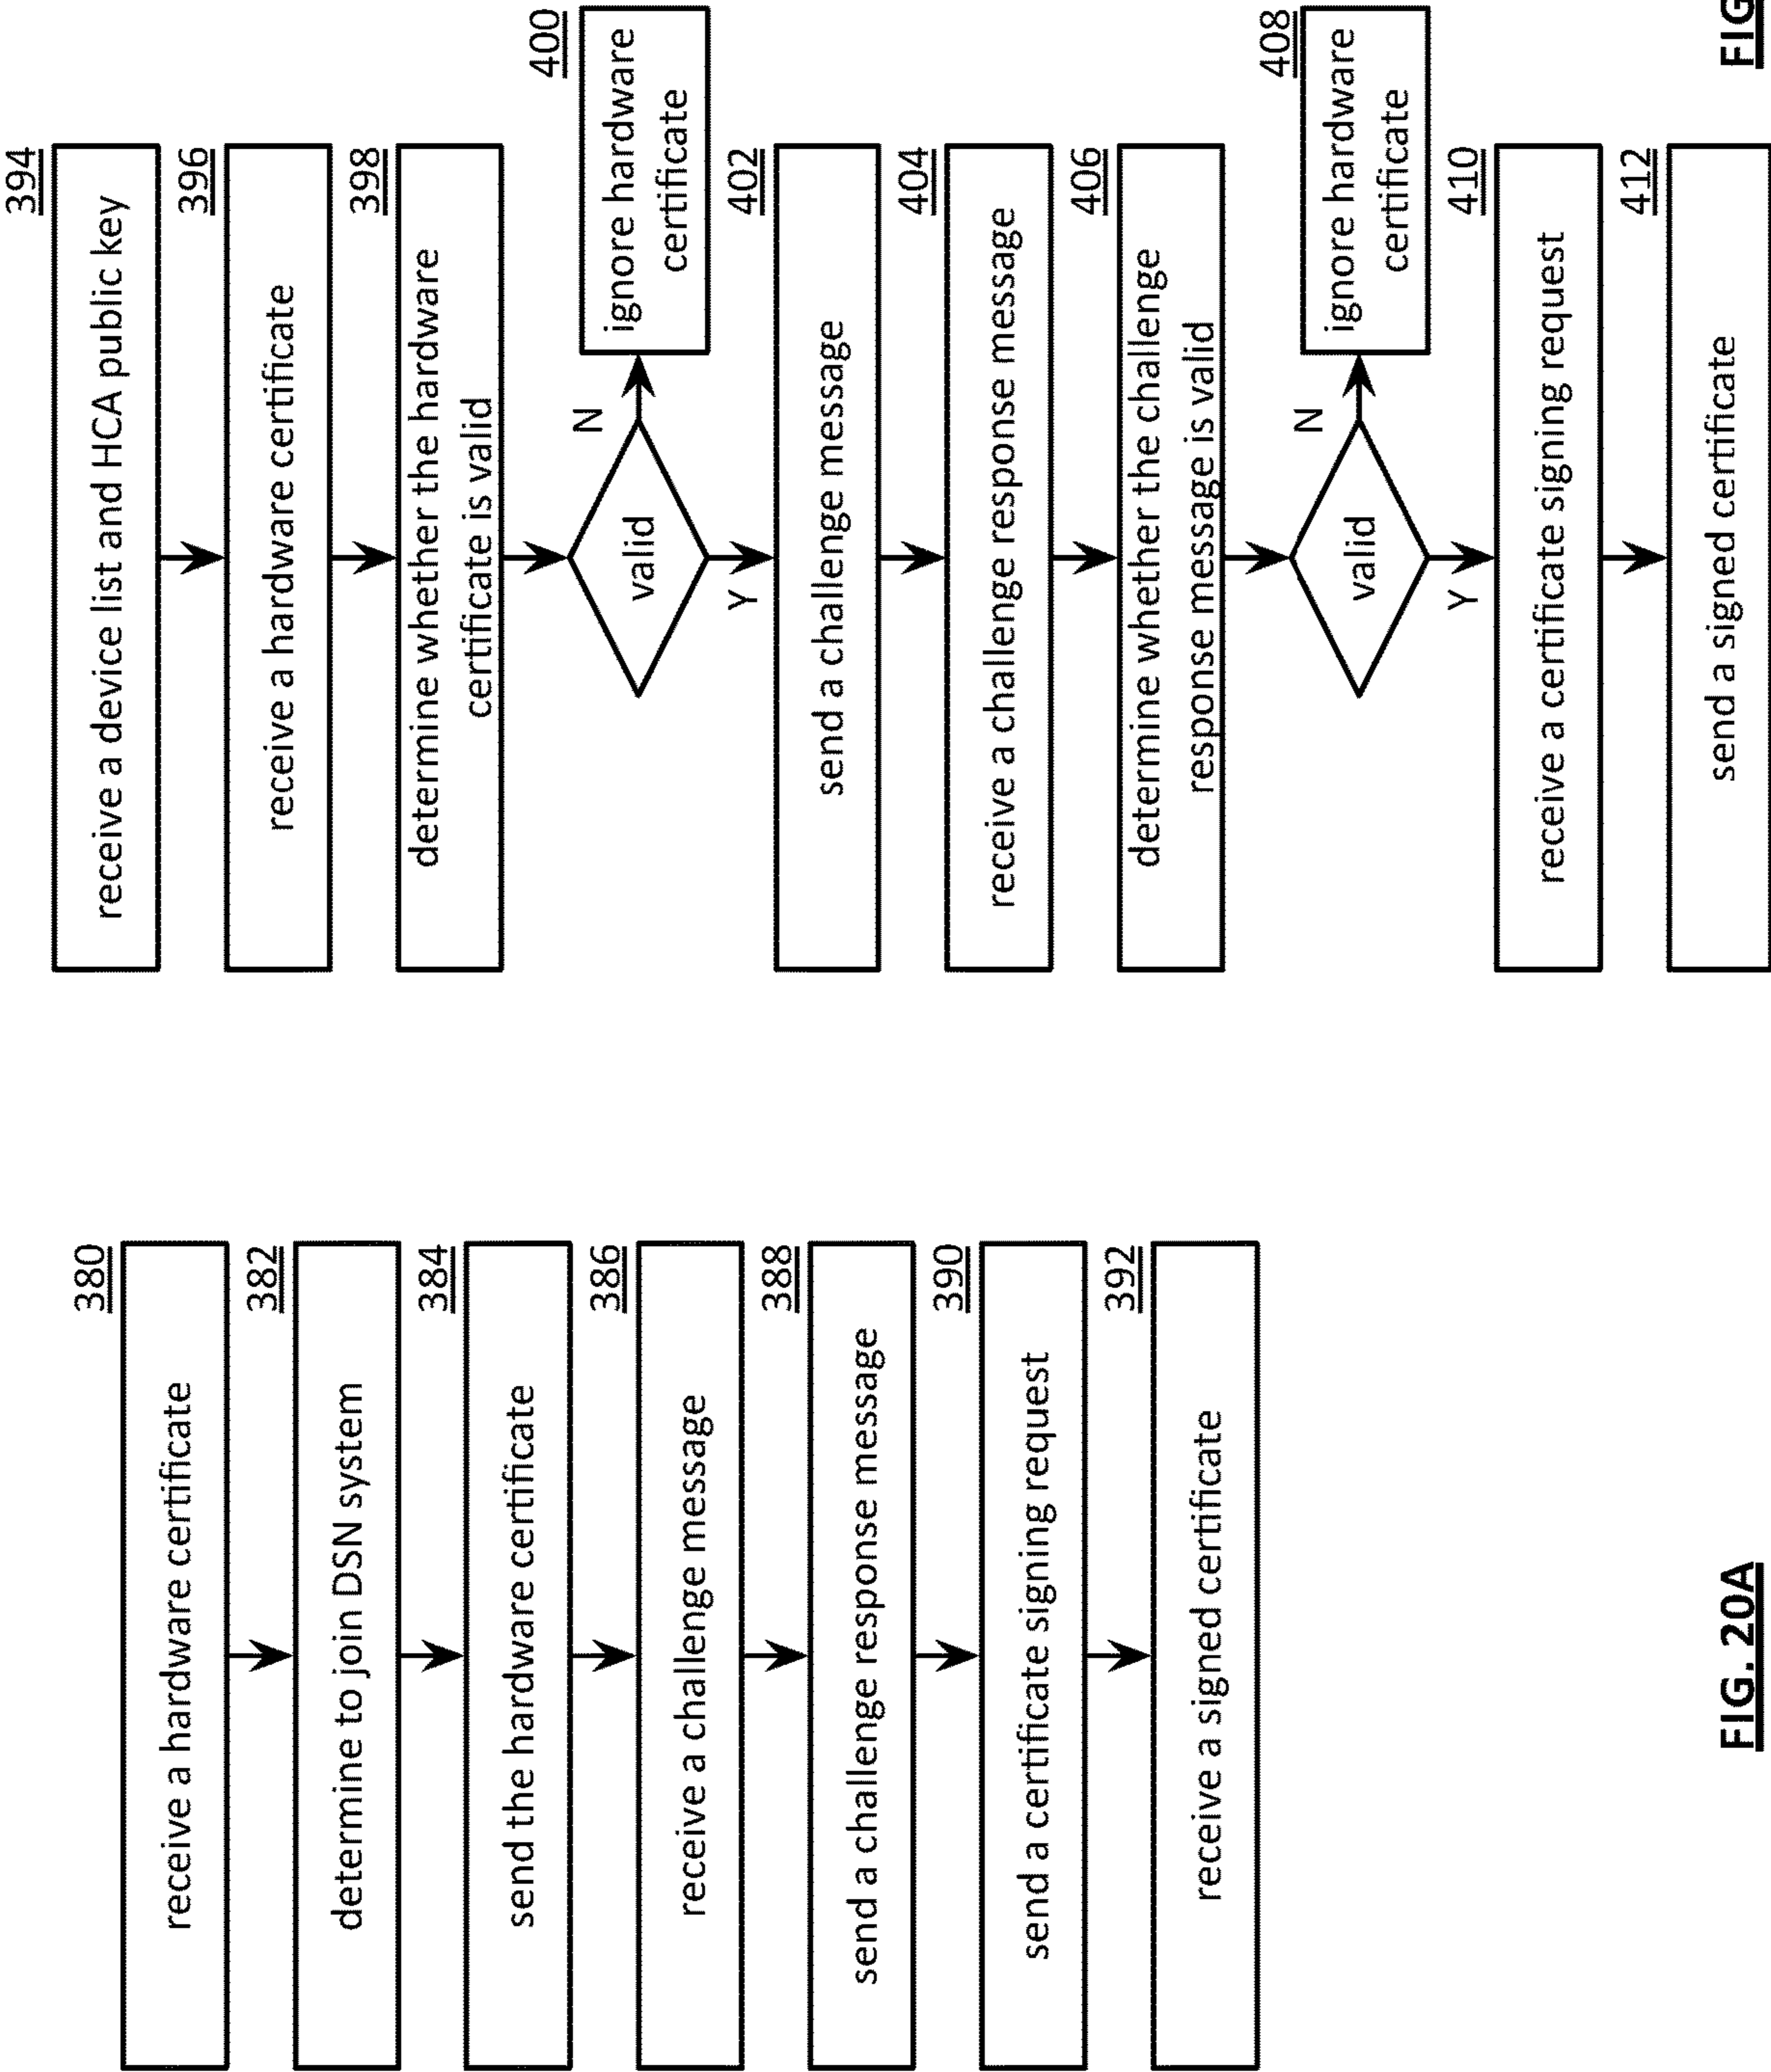 380
receive a hardware certificate
382
determine to join DSN system
384
send the hardware certificate
386
receive a challenge message
388
send a challenge response message
390
send a certificate signing request
392
receive a signed certificate
FIG. 20A
394
receive a device list and HCA public key
396
receive a hardware certificate
398
determine whether the hardware
certificate is valid
valid
N
400
ignore hardware
certificate
Y
402
send a challenge message
404
receive a challenge response message
406
determine whether the challenge
response message is valid
valid
N
408
ignore hardware
certificate
Y
410
receive a certificate signing request
412
send a signed certificate